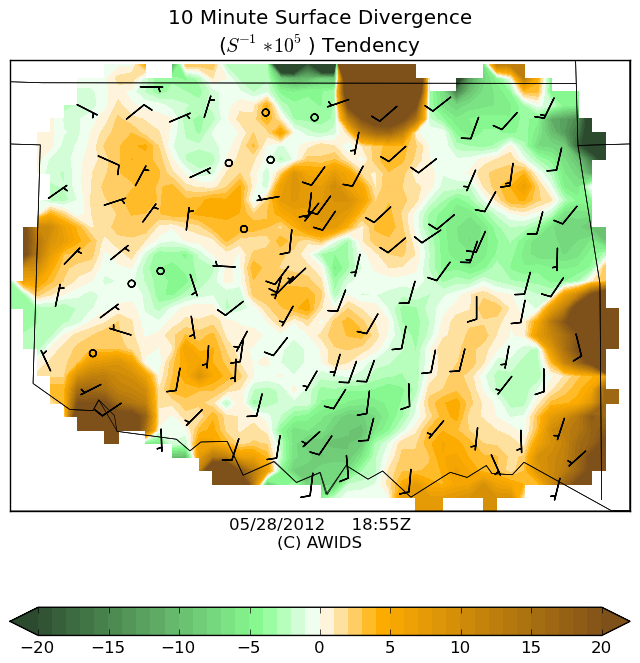 10 Minute Surface Divergence
(S⁻¹ * 10⁵ ) Tendency
05/28/2012 18:55Z
(C) AWIDS
−20 −15 −10 −5 0 5 10 15 20